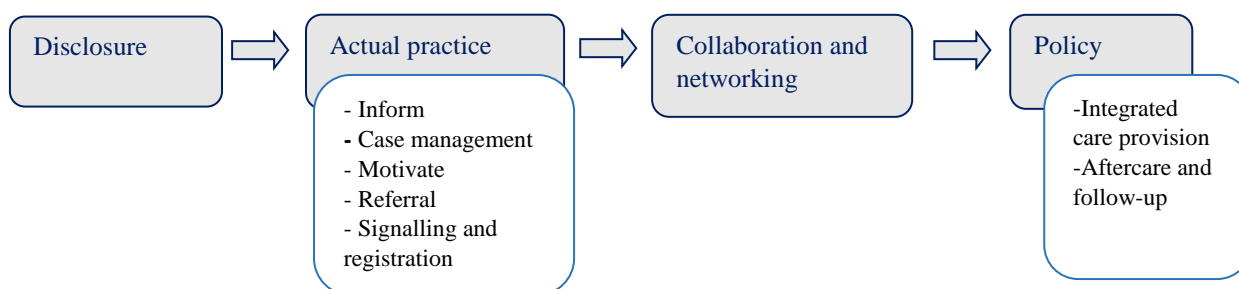 Disclosure
Actual practice
- Inform
- Case management
- Motivate
- Referral
- Signalling and
registration
Collaboration and
networking
Policy
-Integrated
care provision
-Aftercare and
follow-up